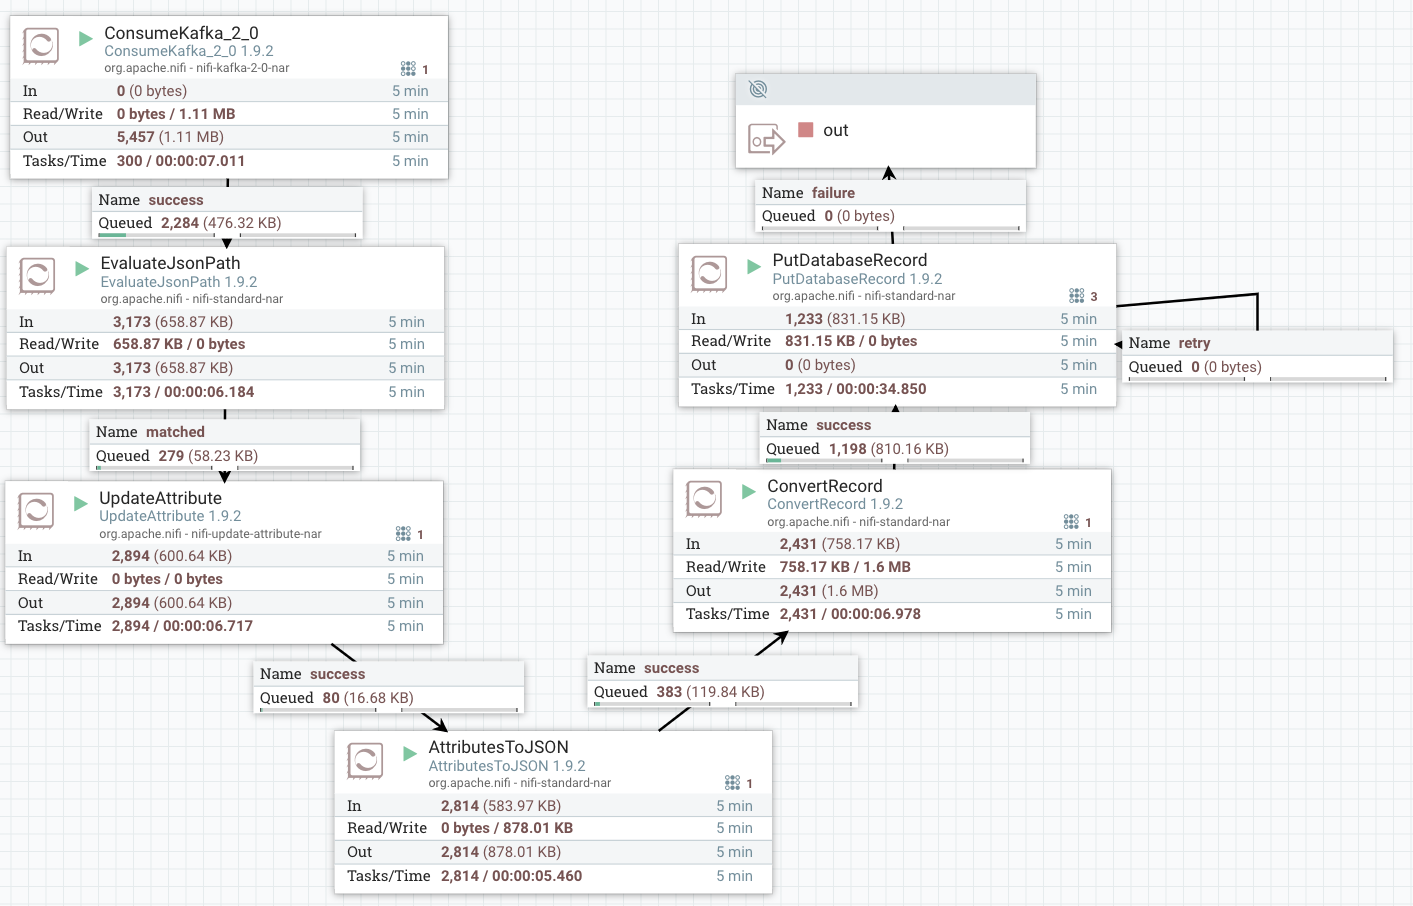 ConsumeKafka_2_0
ConsumeKafka_2_0 1.9.2
org.apache.nifi - nifi-kafka-2-0-nar
1
In 0 (0 bytes) 5 min
Read/Write 0 bytes / 1.11 MB 5 min
Out 5,457 (1.11 MB) 5 min
Tasks/Time 300 / 00:00:07.011 5 min
Name success
Queued 2,284 (476.32 KB)
EvaluateJsonPath
EvaluateJsonPath 1.9.2
org.apache.nifi - nifi-standard-nar
In 3,173 (658.87 KB) 5 min
Read/Write 658.87 KB / 0 bytes 5 min
Out 3,173 (658.87 KB) 5 min
Tasks/Time 3,173 / 00:00:06.184 5 min
Name matched
Queued 279 (58.23 KB)
UpdateAttribute
UpdateAttribute 1.9.2
org.apache.nifi - nifi-update-attribute-nar
1
In 2,894 (600.64 KB) 5 min
Read/Write 0 bytes / 0 bytes 5 min
Out 2,894 (600.64 KB) 5 min
Tasks/Time 2,894 / 00:00:06.717 5 min
Name success
Queued 80 (16.68 KB)
AttributesToJSON
AttributesToJSON 1.9.2
org.apache.nifi - nifi-standard-nar
1
In 2,814 (583.97 KB) 5 min
Read/Write 0 bytes / 878.01 KB 5 min
Out 2,814 (878.01 KB) 5 min
Tasks/Time 2,814 / 00:00:05.460 5 min
Name success
Queued 383 (119.84 KB)
ConvertRecord
ConvertRecord 1.9.2
org.apache.nifi - nifi-standard-nar
1
In 2,431 (758.17 KB) 5 min
Read/Write 758.17 KB / 1.6 MB 5 min
Out 2,431 (1.6 MB) 5 min
Tasks/Time 2,431 / 00:00:06.978 5 min
Name success
Queued 1,198 (810.16 KB)
PutDatabaseRecord
PutDatabaseRecord 1.9.2
org.apache.nifi - nifi-standard-nar
3
In 1,233 (831.15 KB) 5 min
Read/Write 831.15 KB / 0 bytes 5 min
Out 0 (0 bytes) 5 min
Tasks/Time 1,233 / 00:00:34.850 5 min
Name retry
Queued 0 (0 bytes)
Name failure
Queued 0 (0 bytes)
out